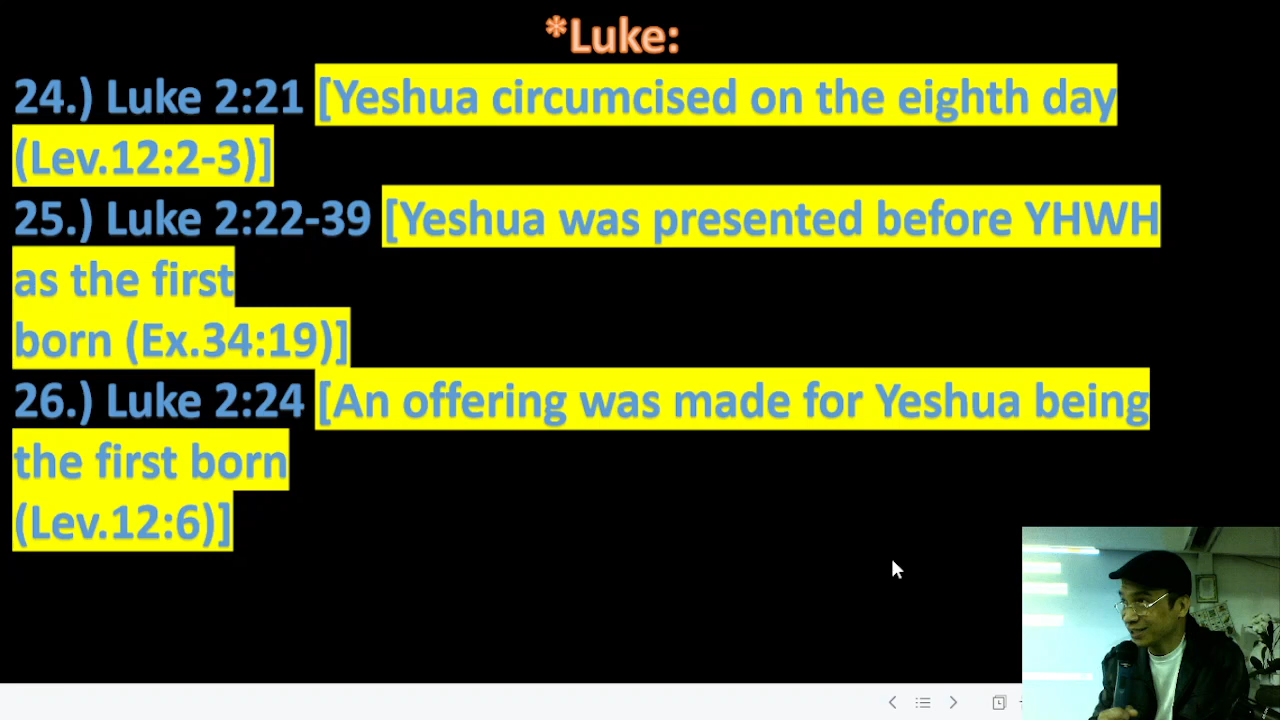 *Luke:
24.) Luke 2:21 [Yeshua circumcised on the eighth day
(Lev.12:2-3)]
25.) Luke 2:22-39 [Yeshua was presented before YHWH
as the first
born (Ex.34:19)]
26.) Luke 2:24 [An offering was made for Yeshua being
the first born
(Lev.12:6)]